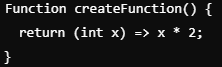 Function createFunction() {
return (int x) => x * 2;
}